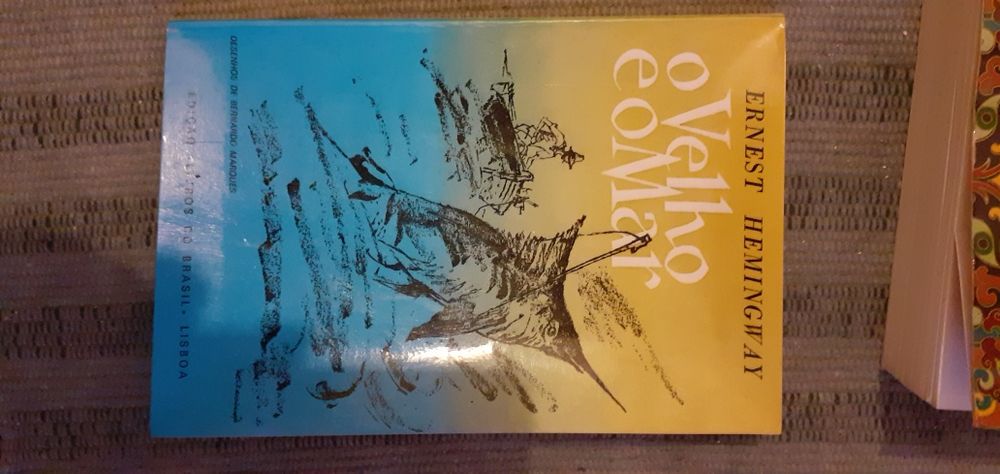 ERNEST HEMINGWAY
o Velho
e o Mar
DESENHOS DE BERNARDO MARQUES
EDIÇÃO LIVROS DO BRASIL • LISBOA